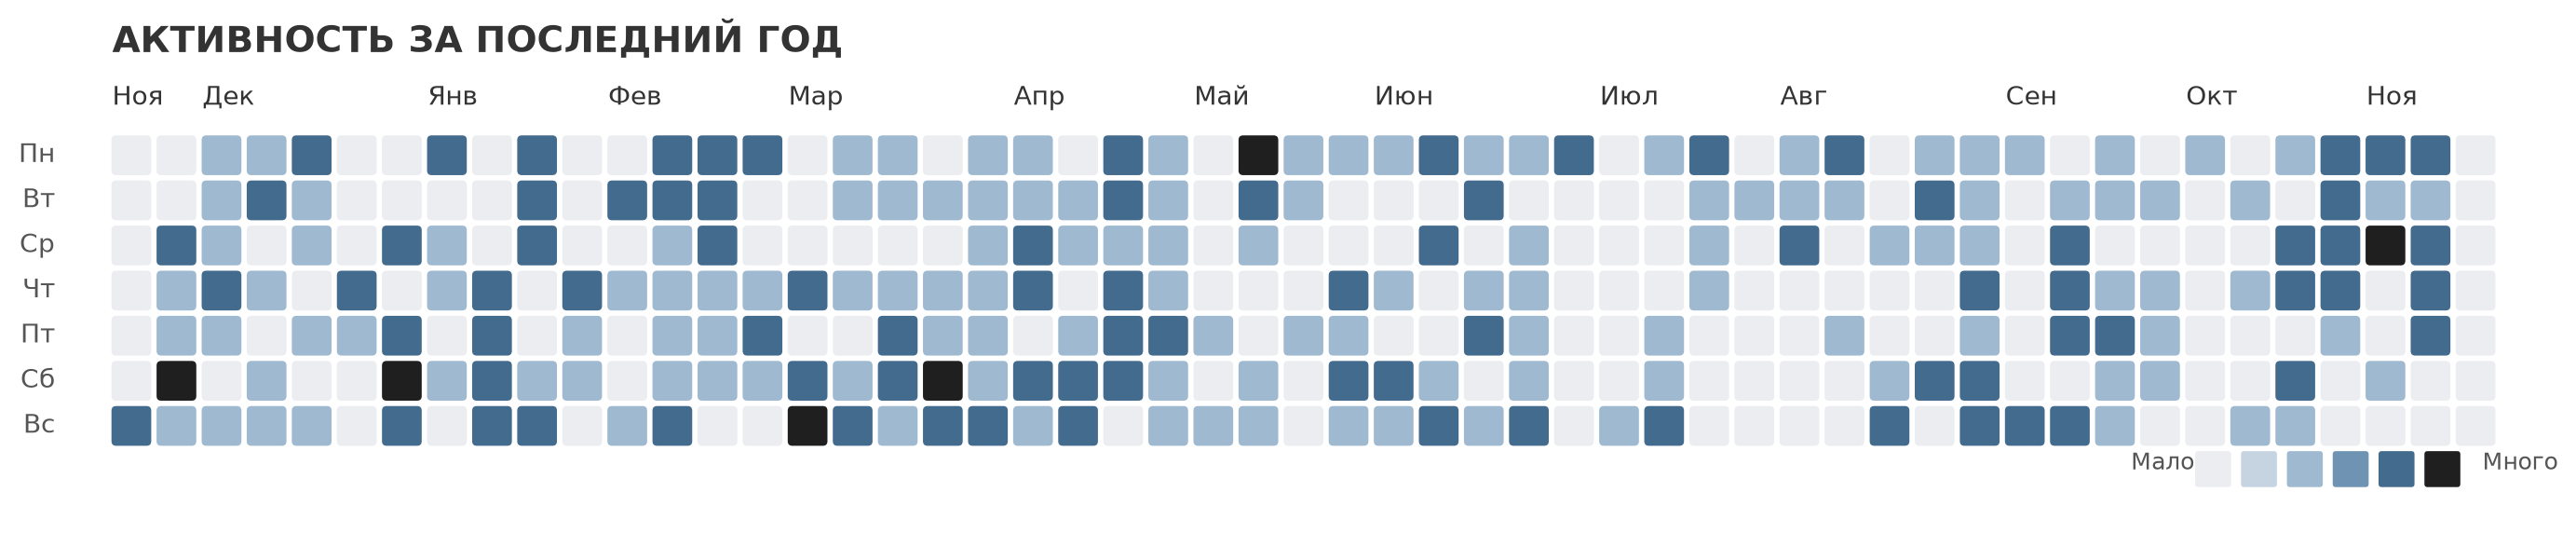 АКТИВНОСТЬ ЗА ПОСЛЕДНИЙ ГОД
Ноя Дек Янв Фев Мар Апр Май Июн Июл Авг Сен Окт Ноя
Пн
Вт
Ср
Чт
Пт
Сб
Вс
Мало Много